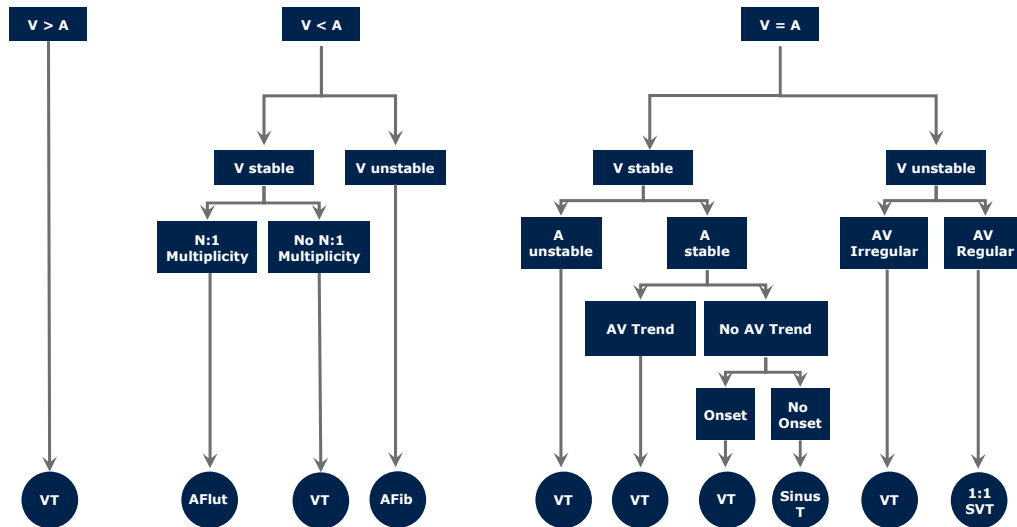 V > A
V < A
V = A
V stable
V unstable
V stable
V unstable
N:1
Multiplicity
No N:1
Multiplicity
A
unstable
A
stable
AV
Irregular
AV
Regular
AV Trend
No AV Trend
Onset
No
Onset
VT
AFlut
VT
AFib
VT
VT
VT
Sinus
T
VT
1:1
SVT